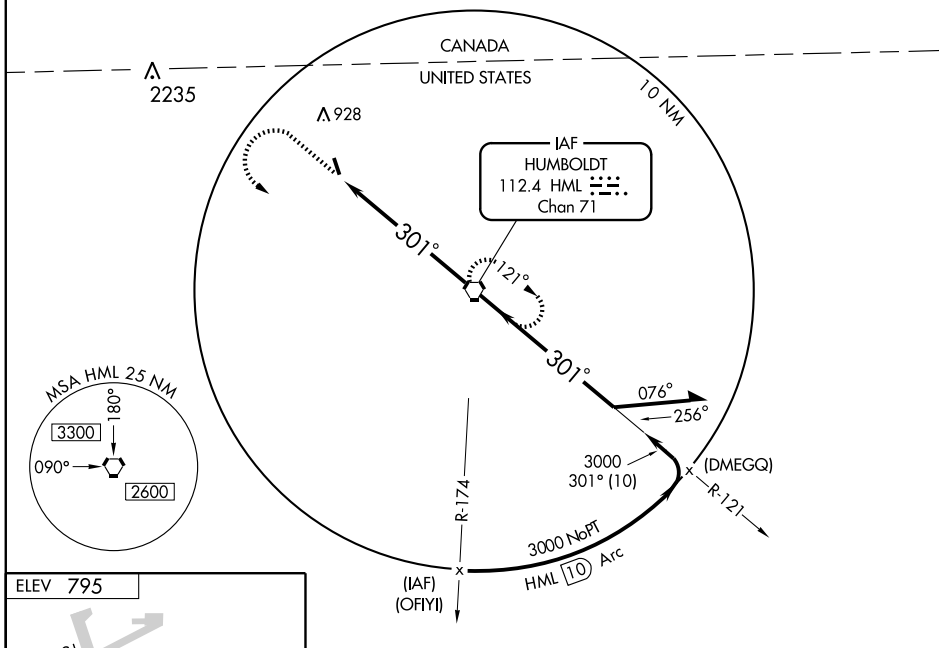 CANADA
UNITED STATES
2235
928
10 NM
IAF
HUMBOLDT
112.4 HML
Chan 71
301°
121°
301°
076°
256°
MSA HML 25 NM
180°
3300
090°
2600
3000
301° (10)
(DMEGQ)
R-121
R-174
3000 NoPT
HML 10 Arc
(IAF)
(OFIYI)
ELEV 795